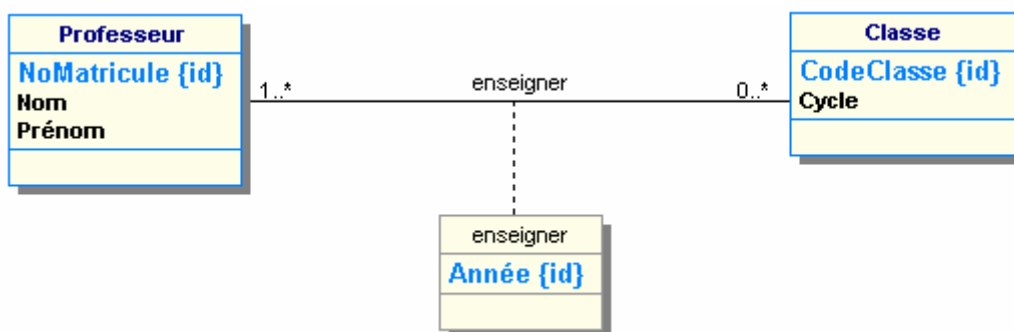 Professeur
NoMatricule {id}
Nom
Prénom
1..*
enseigner
0..*
Classe
CodeClasse {id}
Cycle
enseigner
Année {id}